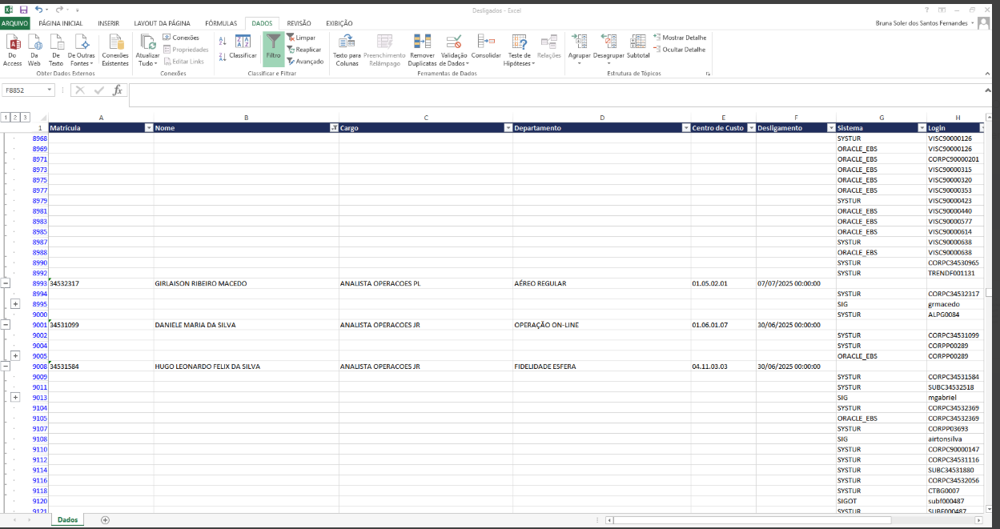 Desligados - Excel
ARQUIVO PÁGINA INICIAL INSERIR LAYOUT DA PÁGINA FÓRMULAS DADOS REVISÃO EXIBIÇÃO Bruna Soler dos Santos Fernandes
Do Access Da Web De Texto De Outras Fontes Conexões Existentes Atualizar Tudo Conexões Propriedades Editar Links Classificar Filtro Limpar Reaplicar Avançado Texto para Colunas Preenchimento Relâmpago Remover Duplicatas Validação de Dados Consolidar Teste de Hipóteses Relações Agrupar Desagrupar Subtotal Mostrar Detalhe Ocultar Detalhe
Obter Dados Externos Conexões Classificar e Filtrar Ferramentas de Dados Estrutura de Tópicos
F8852 fx
1 2 3 A B C D E F G H
1 Matrícula Nome Cargo Departamento Centro de Custo Desligamento Sistema Login
8968 SYSTUR VISC90000126
8969 ORACLE_EBS VISC90000126
8971 ORACLE_EBS CORPC90000201
8973 ORACLE_EBS VISC90000315
8975 ORACLE_EBS VISC90000320
8977 ORACLE_EBS VISC90000353
8979 SYSTUR VISC90000423
8981 ORACLE_EBS VISC90000440
8983 ORACLE_EBS VISC90000577
8985 ORACLE_EBS VISC90000614
8987 SYSTUR VISC90000638
8988 ORACLE_EBS VISC90000638
8990 SYSTUR CORPC34530965
8992 SYSTUR TRENDF001131
8993 34532317 GIRLAISON RIBEIRO MACEDO ANALISTA OPERACOES PL AÉREO REGULAR 01.05.02.01 07/07/2025 00:00:00
8994 SYSTUR CORPC34532317
8995 SIG grmacedo
9000 SYSTUR ALPG0084
9001 34531099 DANIELE MARIA DA SILVA ANALISTA OPERACOES JR OPERAÇÃO ON-LINE 01.06.01.07 30/06/2025 00:00:00
9002 SYSTUR CORPC34531099
9004 SYSTUR CORPP00289
9005 ORACLE_EBS CORPP00289
9008 34531584 HUGO LEONARDO FELIX DA SILVA ANALISTA OPERACOES JR FIDELIDADE ESFERA 04.11.03.03 30/06/2025 00:00:00
9009 SYSTUR CORPC34531584
9011 SYSTUR SUBC34532518
9013 SIG mgabriel
9104 SYSTUR CORPC34532369
9105 ORACLE_EBS CORPC34532369
9107 SYSTUR CORPP03693
9108 SIG airtonsilva
9110 SYSTUR CORPC90000147
9112 SYSTUR CORPC34531116
9114 SYSTUR SUBC34531880
9116 SYSTUR CORPC34532056
9118 SYSTUR CTBG0007
9120 SIGOT subf000487
9121 SYSTUR SUBF000487
Dados